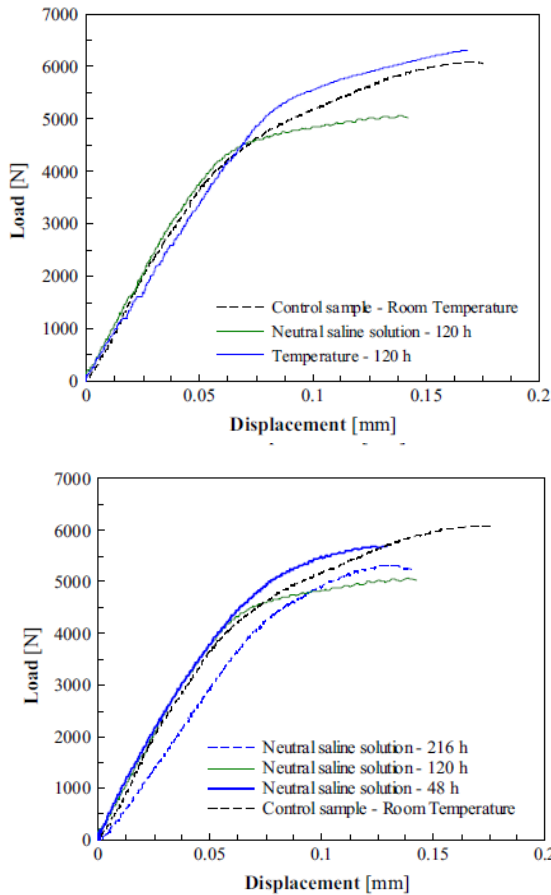 7000
6000
5000
4000
3000
2000
1000
0
Load [N]
Control sample - Room Temperature
Neutral saline solution - 120 h
Temperature - 120 h
0
0.05
0.1
0.15
0.2
Displacement [mm]
7000
6000
5000
4000
3000
2000
1000
0
Load [N]
Neutral saline solution - 216 h
Neutral saline solution - 120 h
Neutral saline solution - 48 h
Control sample - Room Temperature
0
0.05
0.1
0.15
0.2
Displacement [mm]